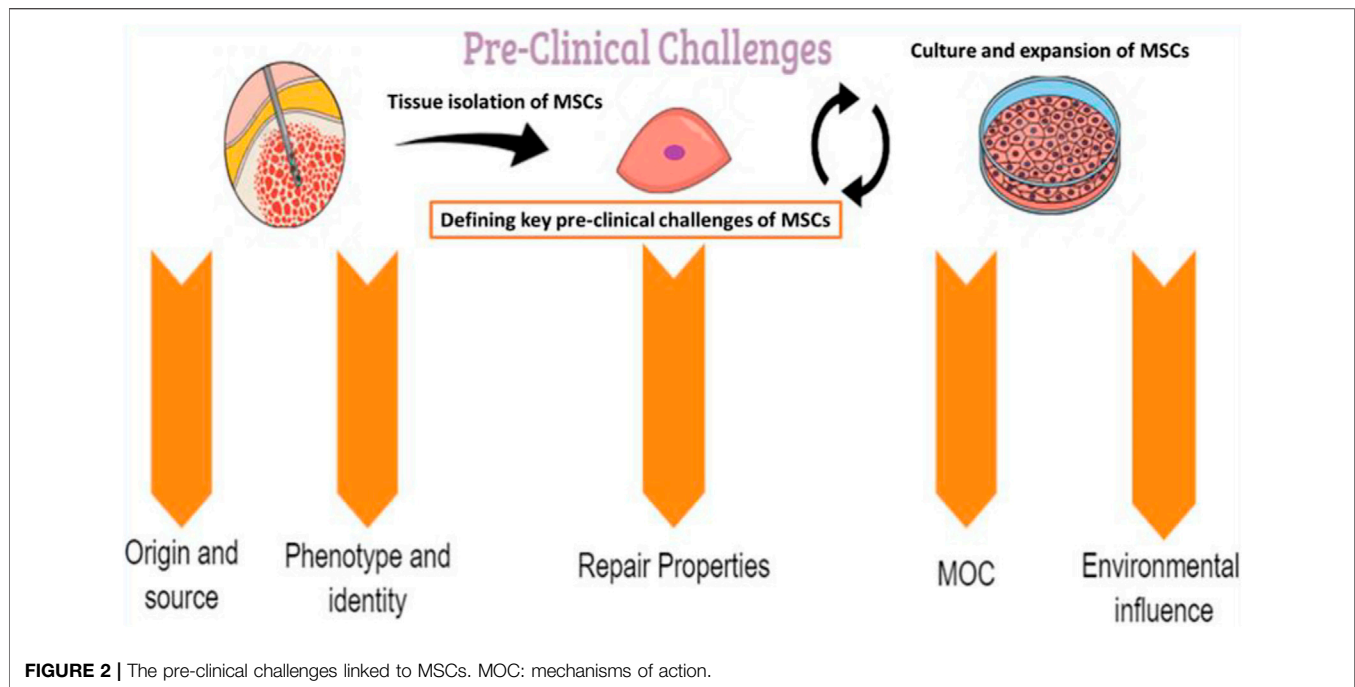 Pre-Clinical Challenges
Culture and expansion of MSCs
Tissue isolation of MSCs
Defining key pre-clinical challenges of MSCs
Origin and
source
Phenotype and
identity
Repair Properties
MOC
Environmental
influence
FIGURE 2 | The pre-clinical challenges linked to MSCs. MOC: mechanisms of action.